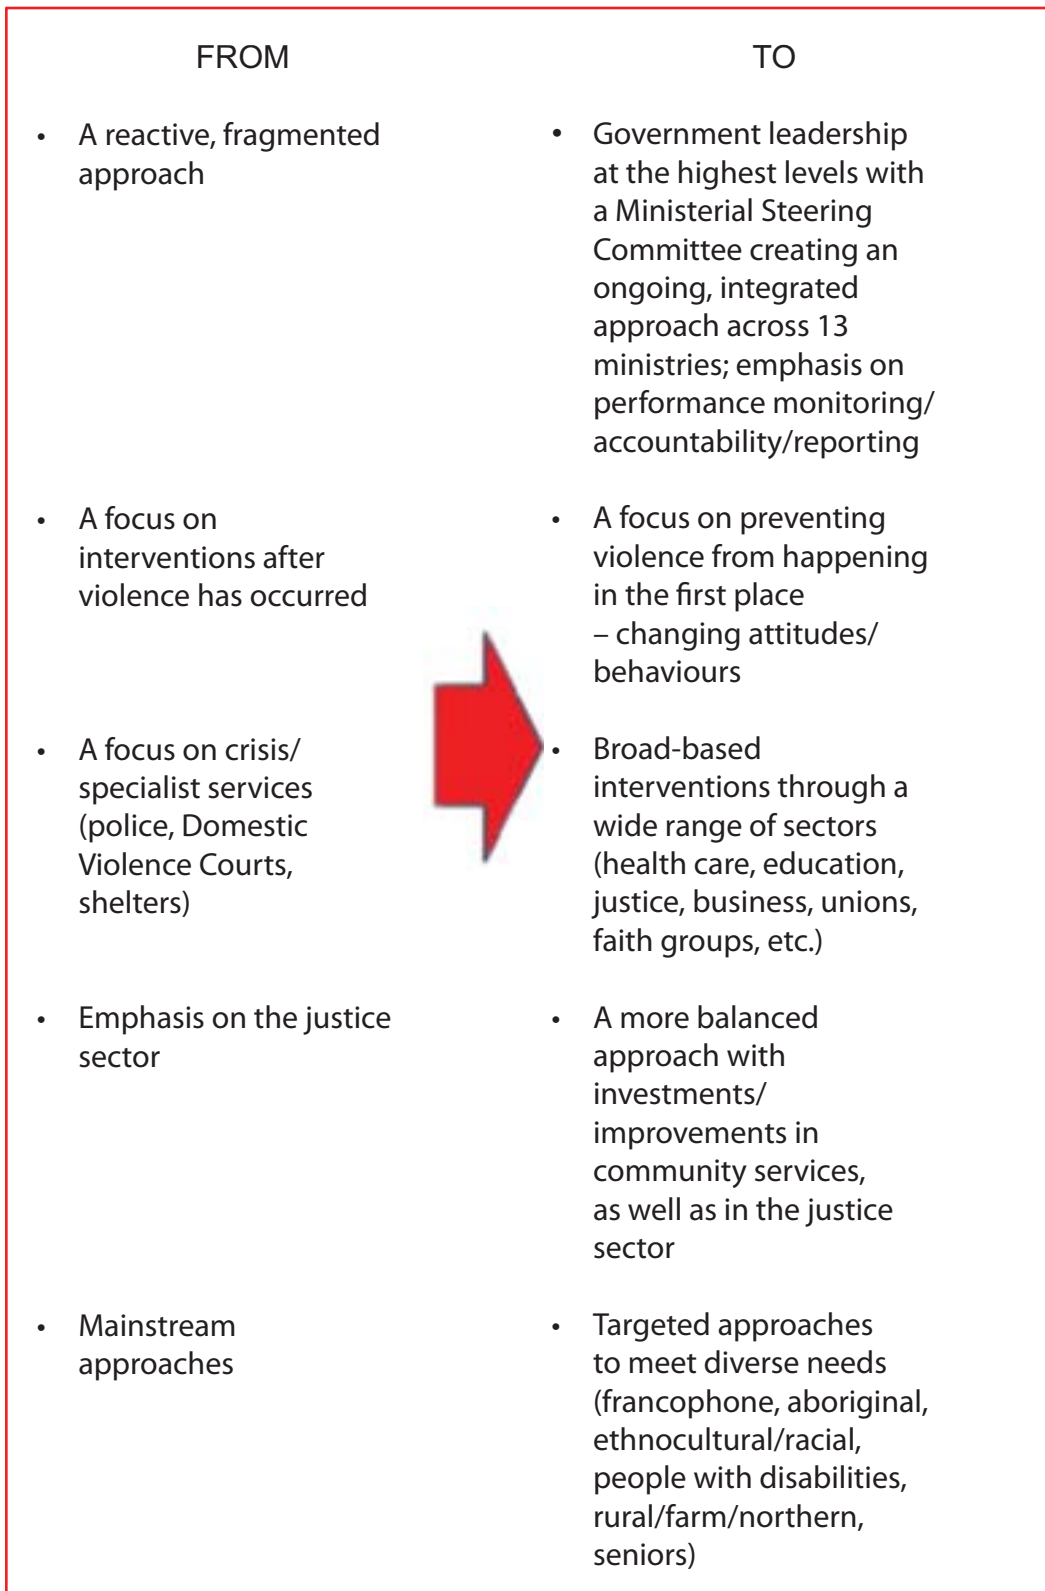 FROM
TO
• A reactive, fragmented
approach
• Government leadership
at the highest levels with
a Ministerial Steering
Committee creating an
ongoing, integrated
approach across 13
ministries; emphasis on
performance monitoring/
accountability/reporting
• A focus on
interventions after
violence has occurred
• A focus on preventing
violence from happening
in the first place
– changing attitudes/
behaviours
• A focus on crisis/
specialist services
(police, Domestic
Violence Courts,
shelters)
• Broad-based
interventions through a
wide range of sectors
(health care, education,
justice, business, unions,
faith groups, etc.)
• Emphasis on the justice
sector
• A more balanced
approach with
investments/
improvements in
community services,
as well as in the justice
sector
• Mainstream
approaches
• Targeted approaches
to meet diverse needs
(francophone, aboriginal,
ethnocultural/racial,
people with disabilities,
rural/farm/northern,
seniors)